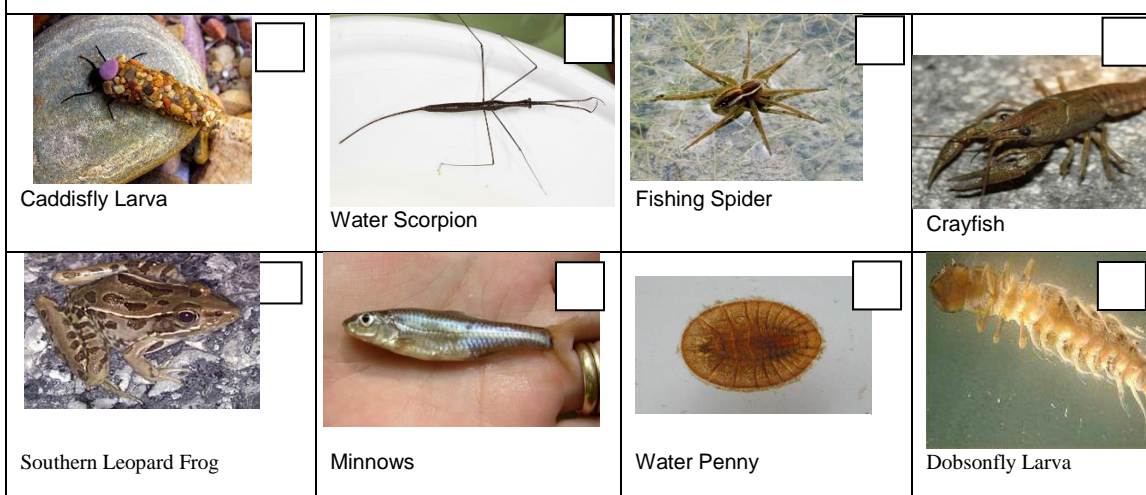 Caddisfly Larva
Water Scorpion
Fishing Spider
Crayfish
Southern Leopard Frog
Minnows
Water Penny
Dobsonfly Larva